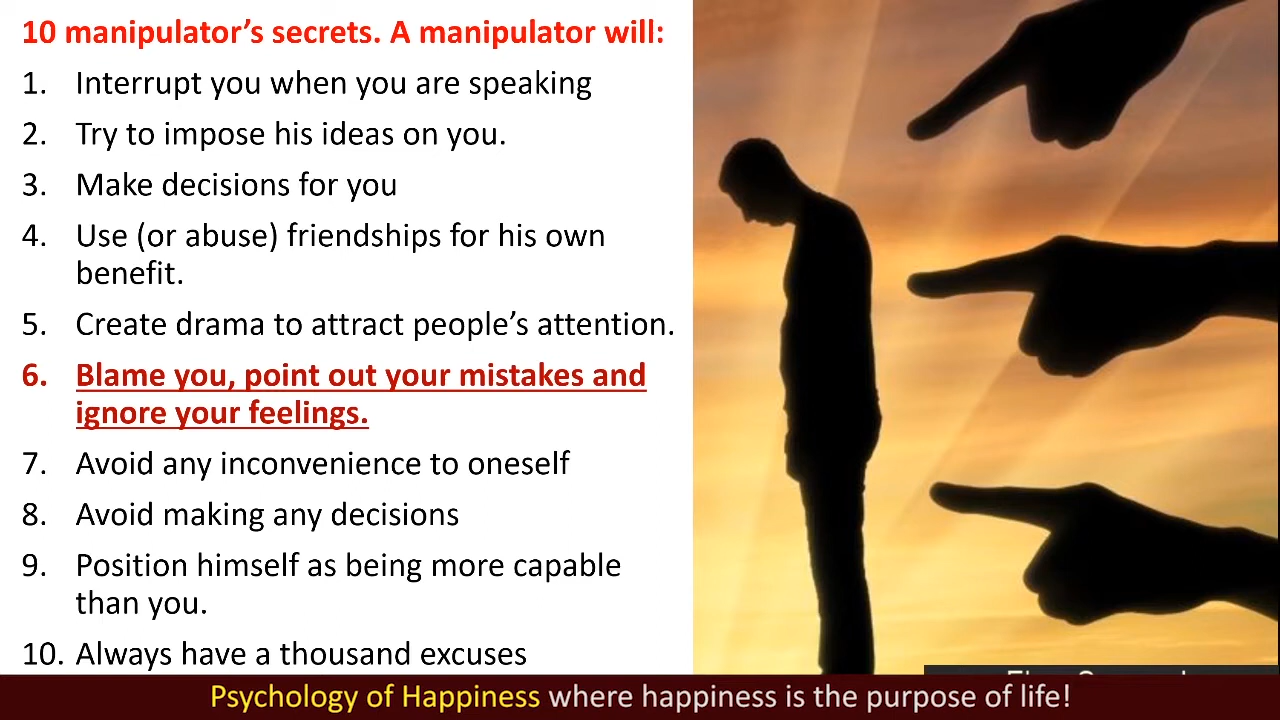 10 manipulator's secrets. A manipulator will:
1. Interrupt you when you are speaking
2. Try to impose his ideas on you.
3. Make decisions for you
4. Use (or abuse) friendships for his own
benefit.
5. Create drama to attract people's attention.
6. Blame you, point out your mistakes and
ignore your feelings.
7. Avoid any inconvenience to oneself
8. Avoid making any decisions
9. Position himself as being more capable
than you.
10. Always have a thousand excuses
Psychology of Happiness where happiness is the purpose of life!